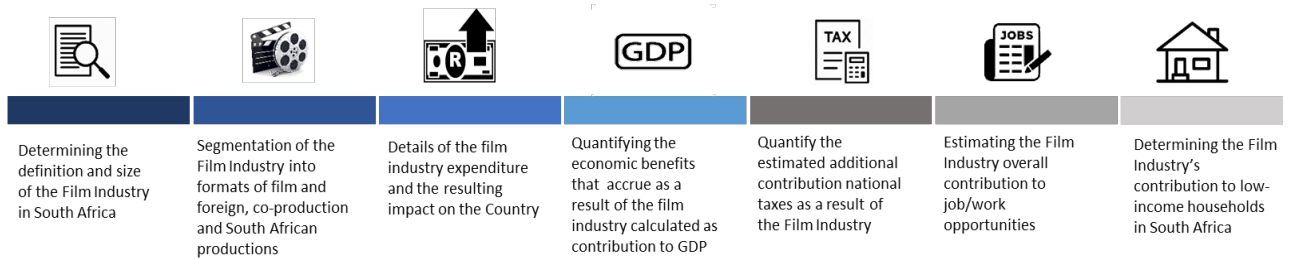 R
GDP
TAX
JOBS
Determining the
definition and size
of the Film Industry
in South Africa
Segmentation of the
Film Industry into
formats of film and
foreign, co-production
and South African
productions
Details of the film
industry expenditure
and the resulting
impact on the Country
Quantifying the
economic benefits
that accrue as a
result of the film
industry calculated as
contribution to GDP
Quantify the
estimated additional
contribution national
taxes as a result of
the Film Industry
Estimating the Film
Industry overall
contribution to
job/work
opportunities
Determining the Film
Industry's
contribution to low-
income households
in South Africa